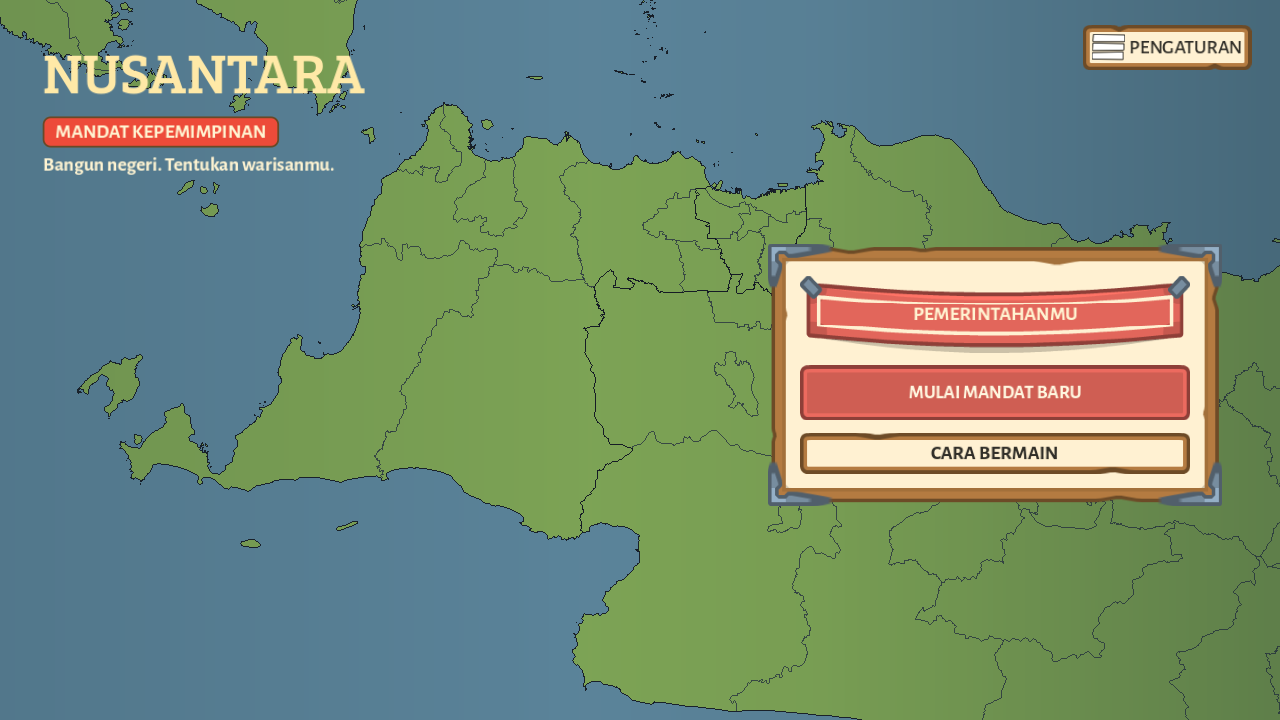 NUSANTARA
MANDAT KEPEMIMPINAN
Bangun negeri. Tentukan warisanmu.
PENGATURAN
PEMERINTAHANMU
MULAI MANDAT BARU
CARA BERMAIN